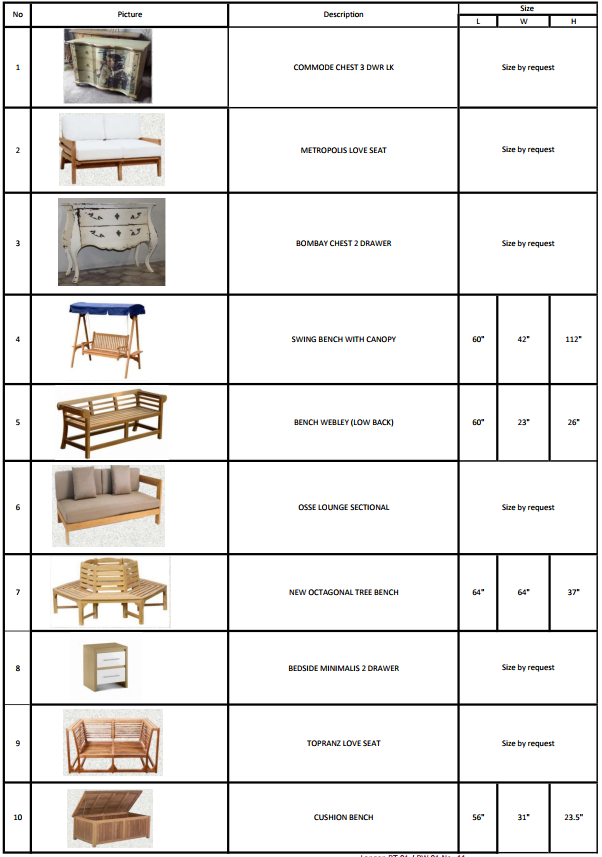 No Picture Description Size
L W H
1 COMMODE CHEST 3 DWR LK Size by request
2 METROPOLIS LOVE SEAT Size by request
3 BOMBAY CHEST 2 DRAWER Size by request
4 SWING BENCH WITH CANOPY 60" 42" 112"
5 BENCH WEBLEY (LOW BACK) 60" 23" 26"
6 OSSE LOUNGE SECTIONAL Size by request
7 NEW OCTAGONAL TREE BENCH 64" 64" 37"
8 BEDSIDE MINIMALIS 2 DRAWER Size by request
9 TOPRANZ LOVE SEAT Size by request
10 CUSHION BENCH 56" 31" 23.5"